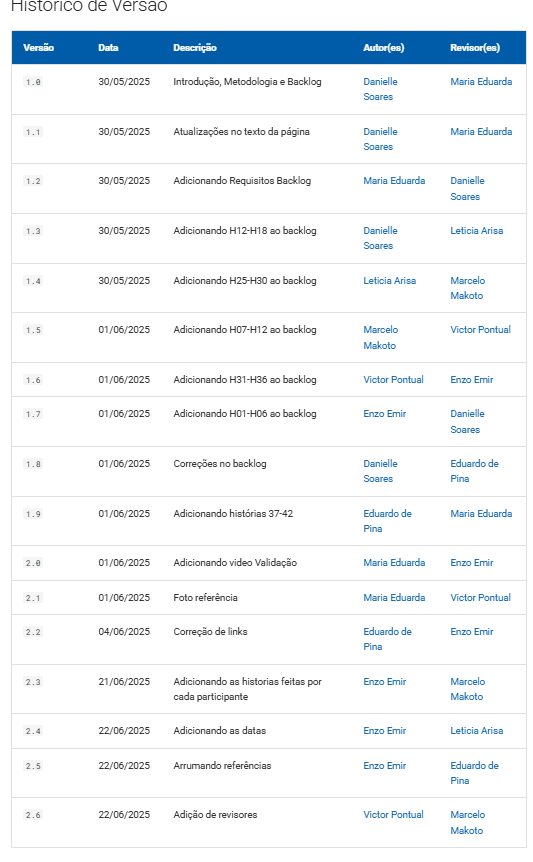 Histórico de Versão
Versão Data Descrição Autor(es) Revisor(es)
1.0 30/05/2025 Introdução, Metodologia e Backlog Danielle Soares Maria Eduarda
1.1 30/05/2025 Atualizações no texto da página Danielle Soares Maria Eduarda
1.2 30/05/2025 Adicionando Requisitos Backlog Maria Eduarda Danielle Soares
1.3 30/05/2025 Adicionando H12-H18 ao backlog Danielle Soares Leticia Arisa
1.4 30/05/2025 Adicionando H25-H30 ao backlog Leticia Arisa Marcelo Makoto
1.5 01/06/2025 Adicionando H07-H12 ao backlog Marcelo Makoto Victor Pontual
1.6 01/06/2025 Adicionando H31-H36 ao backlog Victor Pontual Enzo Emir
1.7 01/06/2025 Adicionando H01-H06 ao backlog Enzo Emir Danielle Soares
1.8 01/06/2025 Correções no backlog Danielle Soares Eduardo de Pina
1.9 01/06/2025 Adicionando histórias 37-42 Eduardo de Pina Maria Eduarda
2.0 01/06/2025 Adicionando video Validação Maria Eduarda Enzo Emir
2.1 01/06/2025 Foto referência Maria Eduarda Victor Pontual
2.2 04/06/2025 Correção de links Eduardo de Pina Enzo Emir
2.3 21/06/2025 Adicionando as historias feitas por cada participante Enzo Emir Marcelo Makoto
2.4 22/06/2025 Adicionando as datas Enzo Emir Leticia Arisa
2.5 22/06/2025 Arrumando referências Enzo Emir Eduardo de Pina
2.6 22/06/2025 Adição de revisores Victor Pontual Marcelo Makoto